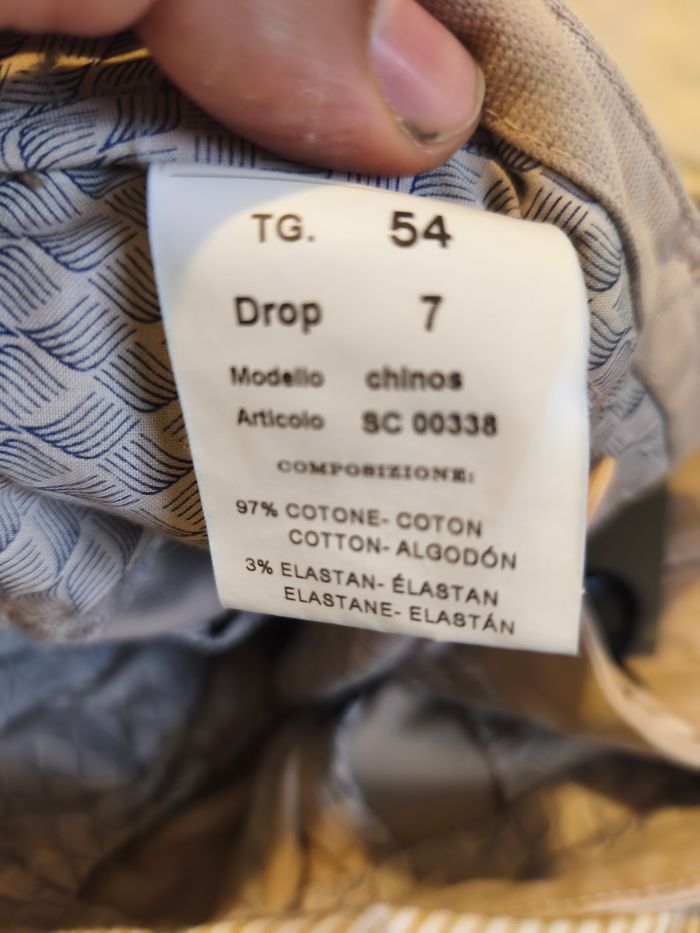 TG. 54
Drop 7
Modello chinos
Articolo SC 00338
COMPOSIZIONE:
97% COTONE- COTON
COTTON- ALGODÓN
3% ELASTAN- ÉLASTAN
ELASTANE- ELASTÁN